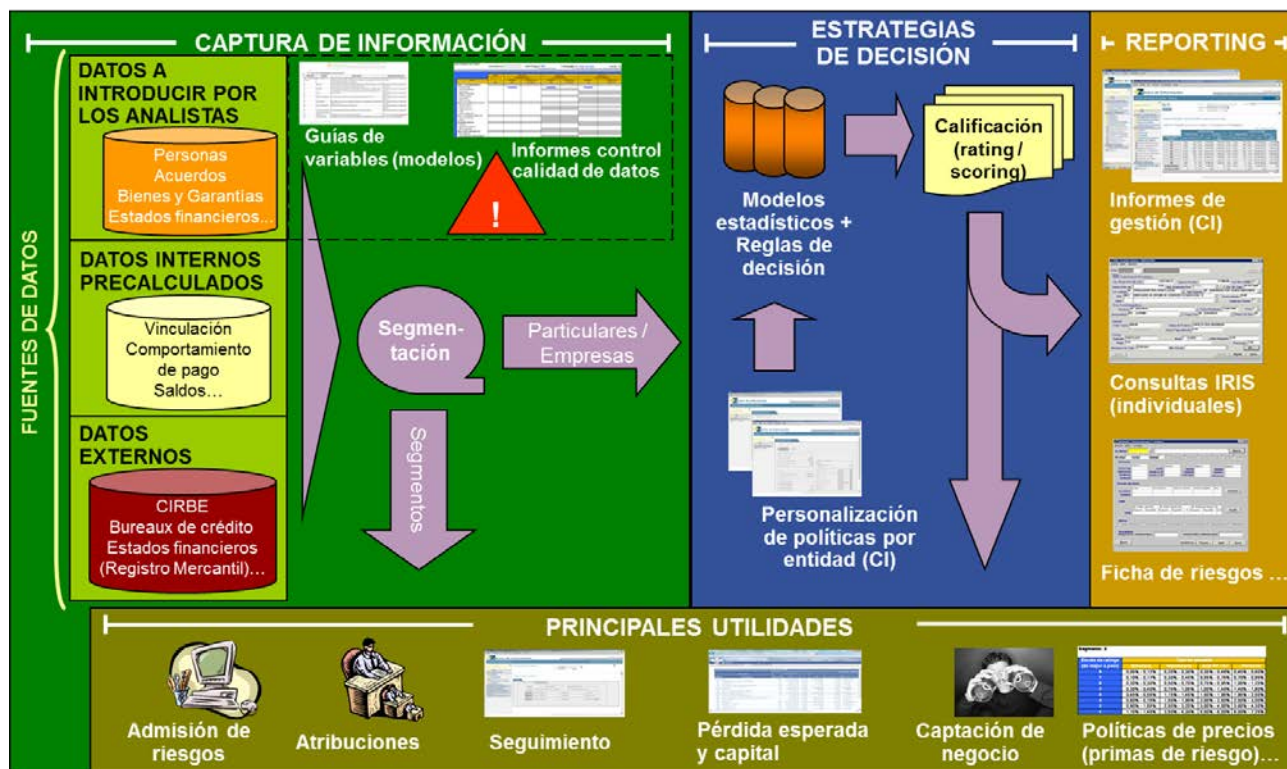 CAPTURA DE INFORMACIÓN
FUENTES DE DATOS
DATOS A
INTRODUCIR POR
LOS ANALISTAS
Personas
Acuerdos
Bienes y Garantías
Estados financieros...
DATOS INTERNOS
PRECALCULADOS
Vinculación
Comportamiento
de pago
Saldos...
DATOS
EXTERNOS
CIRBE
Bureaux de crédito
Estados financieros
(Registro Mercantil)...
Guías de
variables (modelos)
Informes control
calidad de datos
!
Segmen-
tación
Particulares /
Empresas
Segmentos
ESTRATEGIAS
DE DECISIÓN
Modelos
estadísticos +
Reglas de
decisión
Calificación
(rating /
scoring)
Personalización
de políticas por
entidad (CI)
REPORTING
Informes de
gestión (CI)
Consultas IRIS
(individuales)
Ficha de riesgos ...
PRINCIPALES UTILIDADES
Admisión de
riesgos
Atribuciones
Seguimiento
Pérdida esperada
y capital
Captación de
negocio
Políticas de precios
(primas de riesgo)...